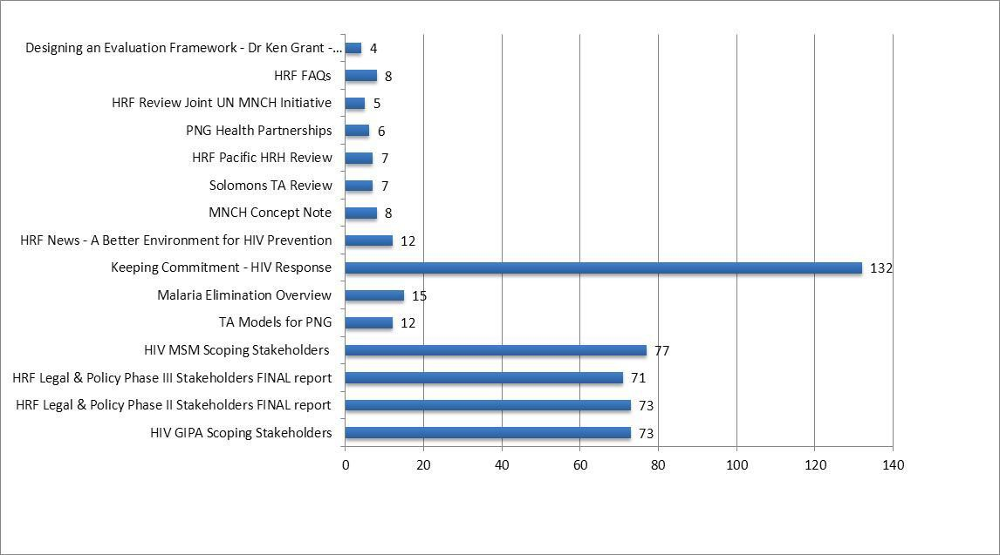 Designing an Evaluation Framework - Dr Ken Grant -... 4
HRF FAQs 8
HRF Review Joint UN MNCH Initiative 5
PNG Health Partnerships 6
HRF Pacific HRH Review 7
Solomons TA Review 7
MNCH Concept Note 8
HRF News - A Better Environment for HIV Prevention 12
Keeping Commitment - HIV Response 132
Malaria Elimination Overview 15
TA Models for PNG 12
HIV MSM Scoping Stakeholders 77
HRF Legal & Policy Phase III Stakeholders FINAL report 71
HRF Legal & Policy Phase II Stakeholders FINAL report 73
HIV GIPA Scoping Stakeholders 73
0 20 40 60 80 100 120 140